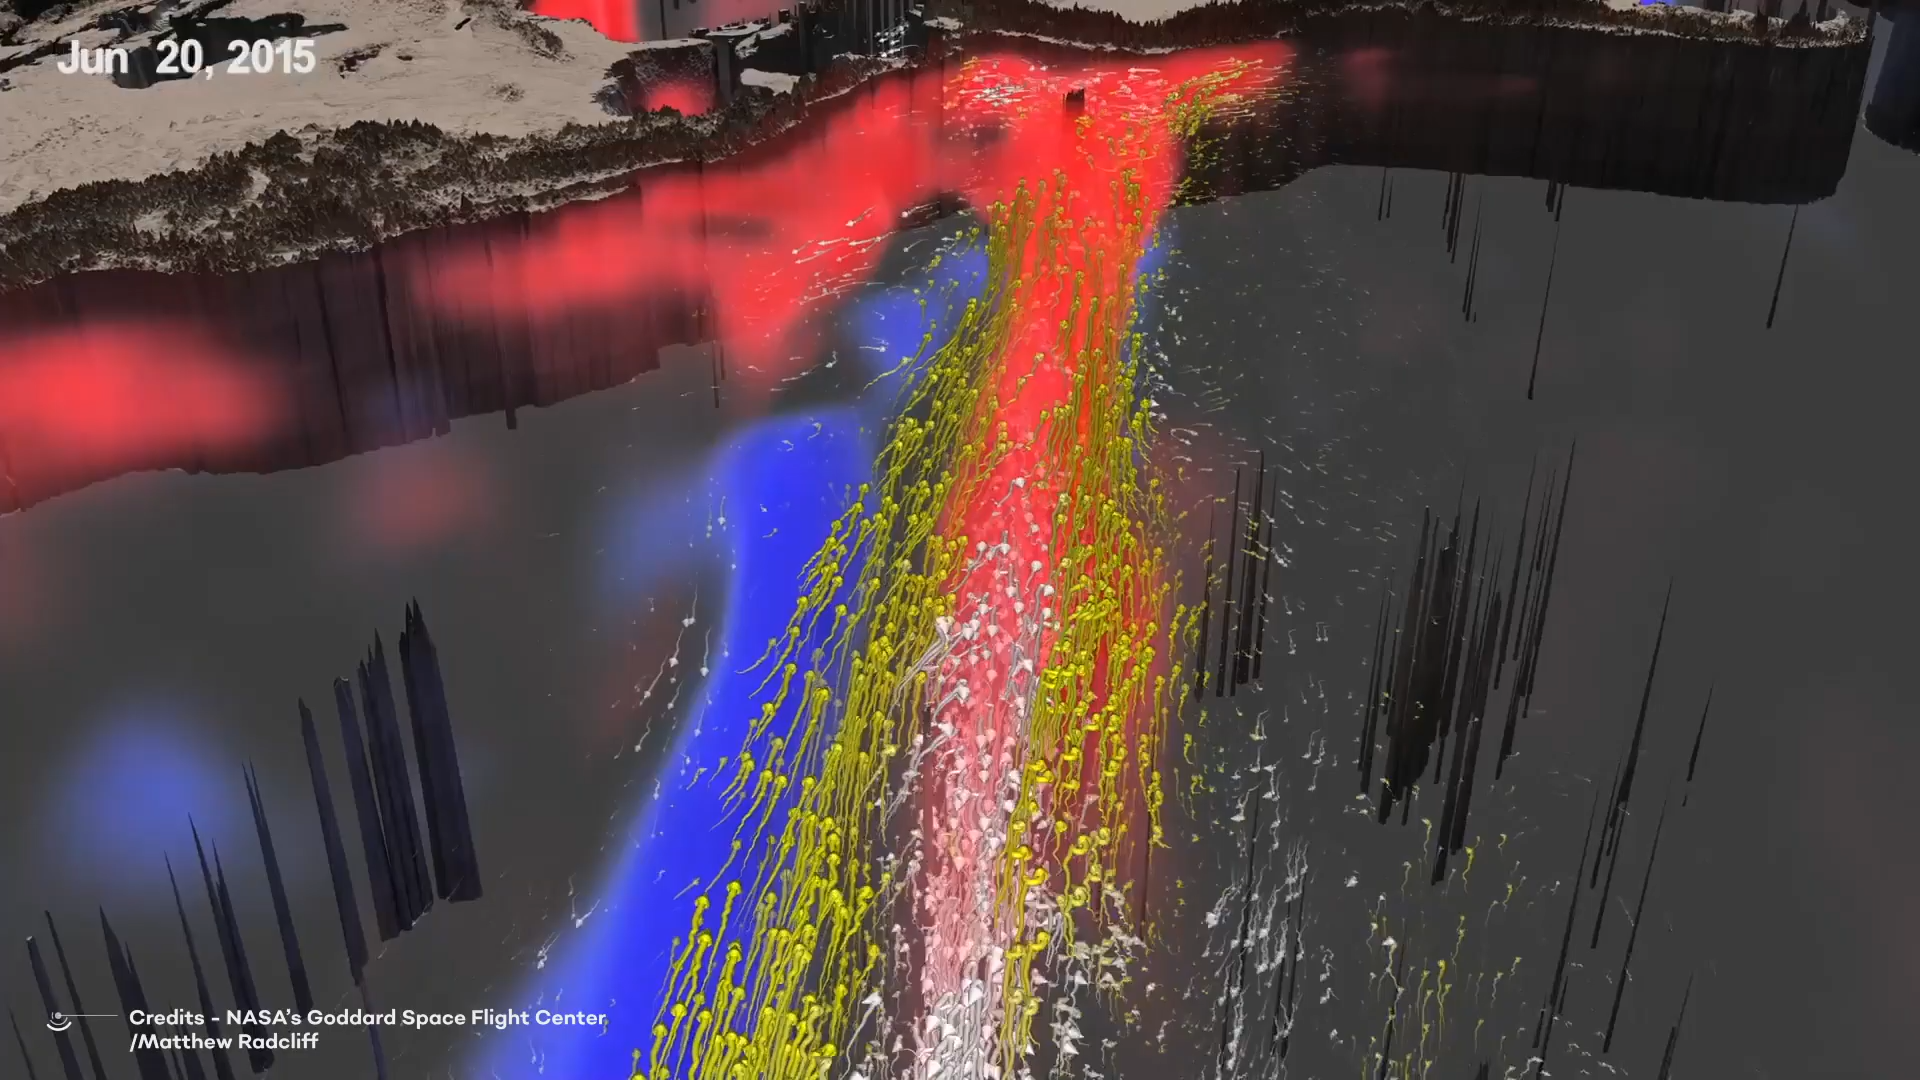 Jun 20, 2015
Credits - NASA's Goddard Space Flight Center
/Matthew Radcliff